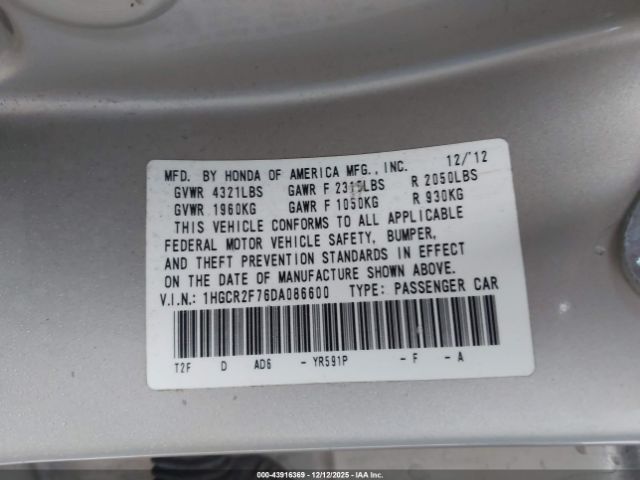 MFD. BY HONDA OF AMERICA MFG., INC. 12/'12
GVWR 4321LBS GAWR F 2315LBS R 2050LBS
GVWR 1960KG GAWR F 1050KG R 930KG
THIS VEHICLE CONFORMS TO ALL APPLICABLE
FEDERAL MOTOR VEHICLE SAFETY, BUMPER,
AND THEFT PREVENTION STANDARDS IN EFFECT
ON THE DATE OF MANUFACTURE SHOWN ABOVE.
V.I.N.: 1HGCR2F76DA086600 TYPE: PASSENGER CAR
T2F D AD6 - YR591P - F - A
000-43916369 - 12/12/2025 - IAA Inc.